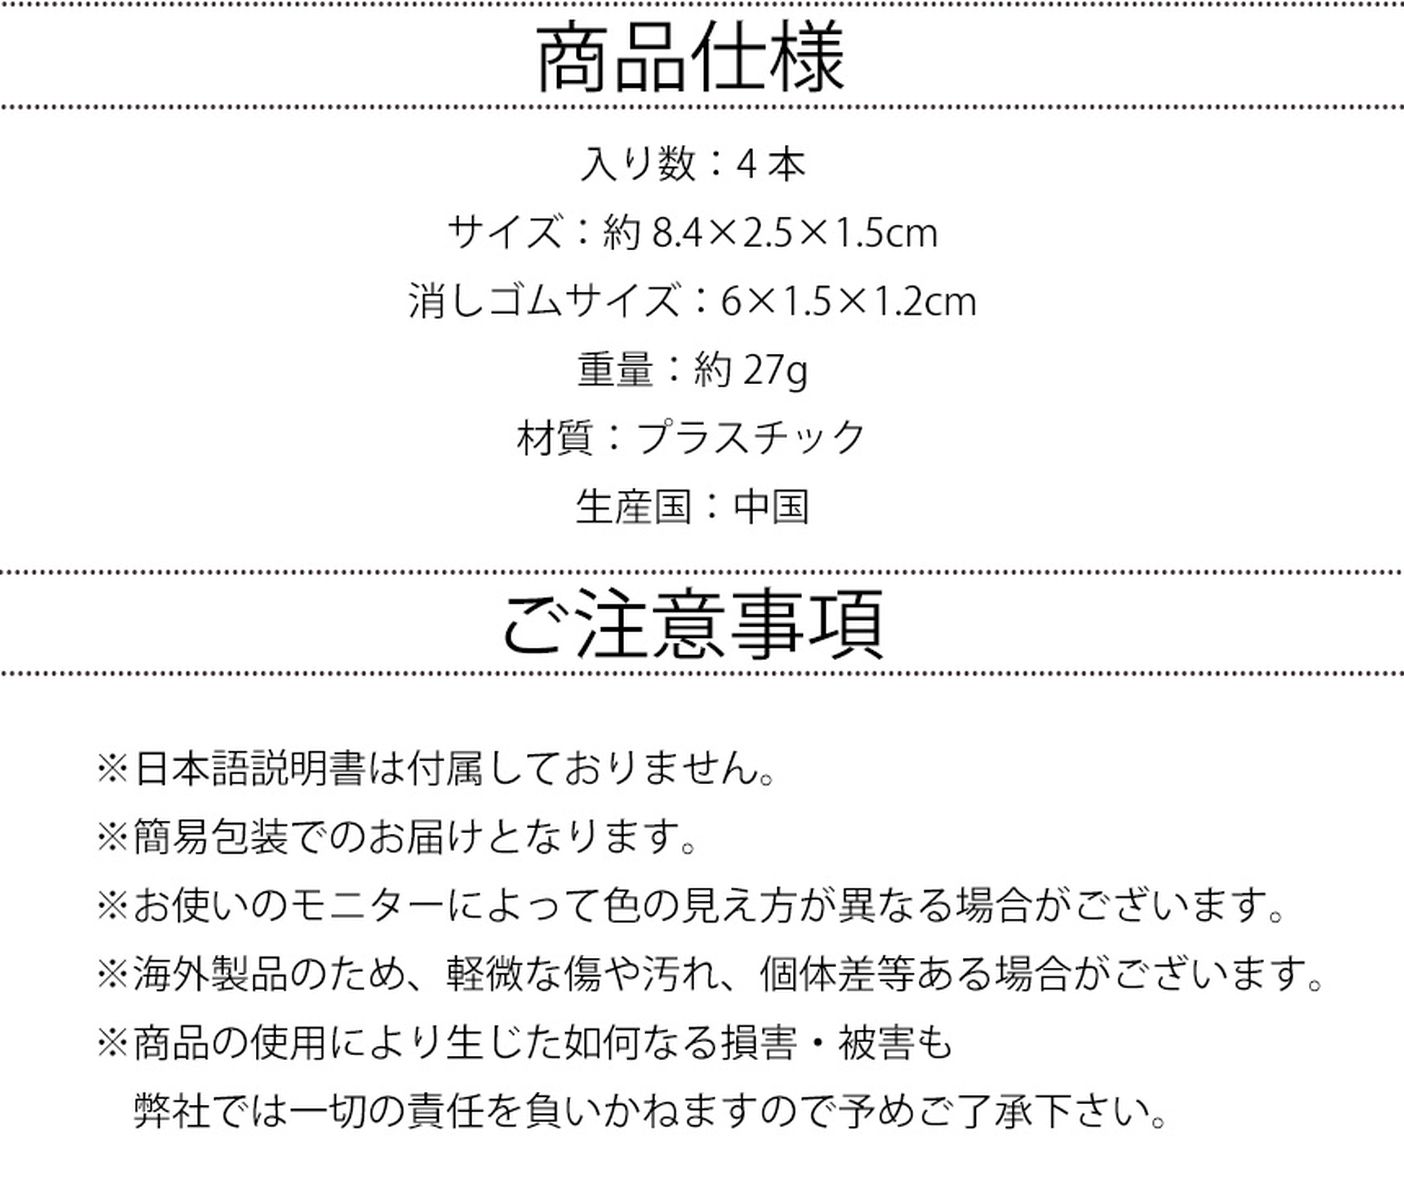 商品仕様
入り数：4 本
サイズ：約 8.4×2.5×1.5cm
消しゴムサイズ：6×1.5×1.2cm
重量：約 27g
材質：プラスチック
生産国：中国
ご注意事項
※日本語説明書は付属しておりません。
※簡易包装でのお届けとなります。
※お使いのモニターによって色の見え方が異なる場合がございます。
※海外製品のため、軽微な傷や汚れ、個体差等ある場合がございます。
※商品の使用により生じた如何なる損害・被害も
弊社では一切の責任を負いかねますので予めご了承下さい。